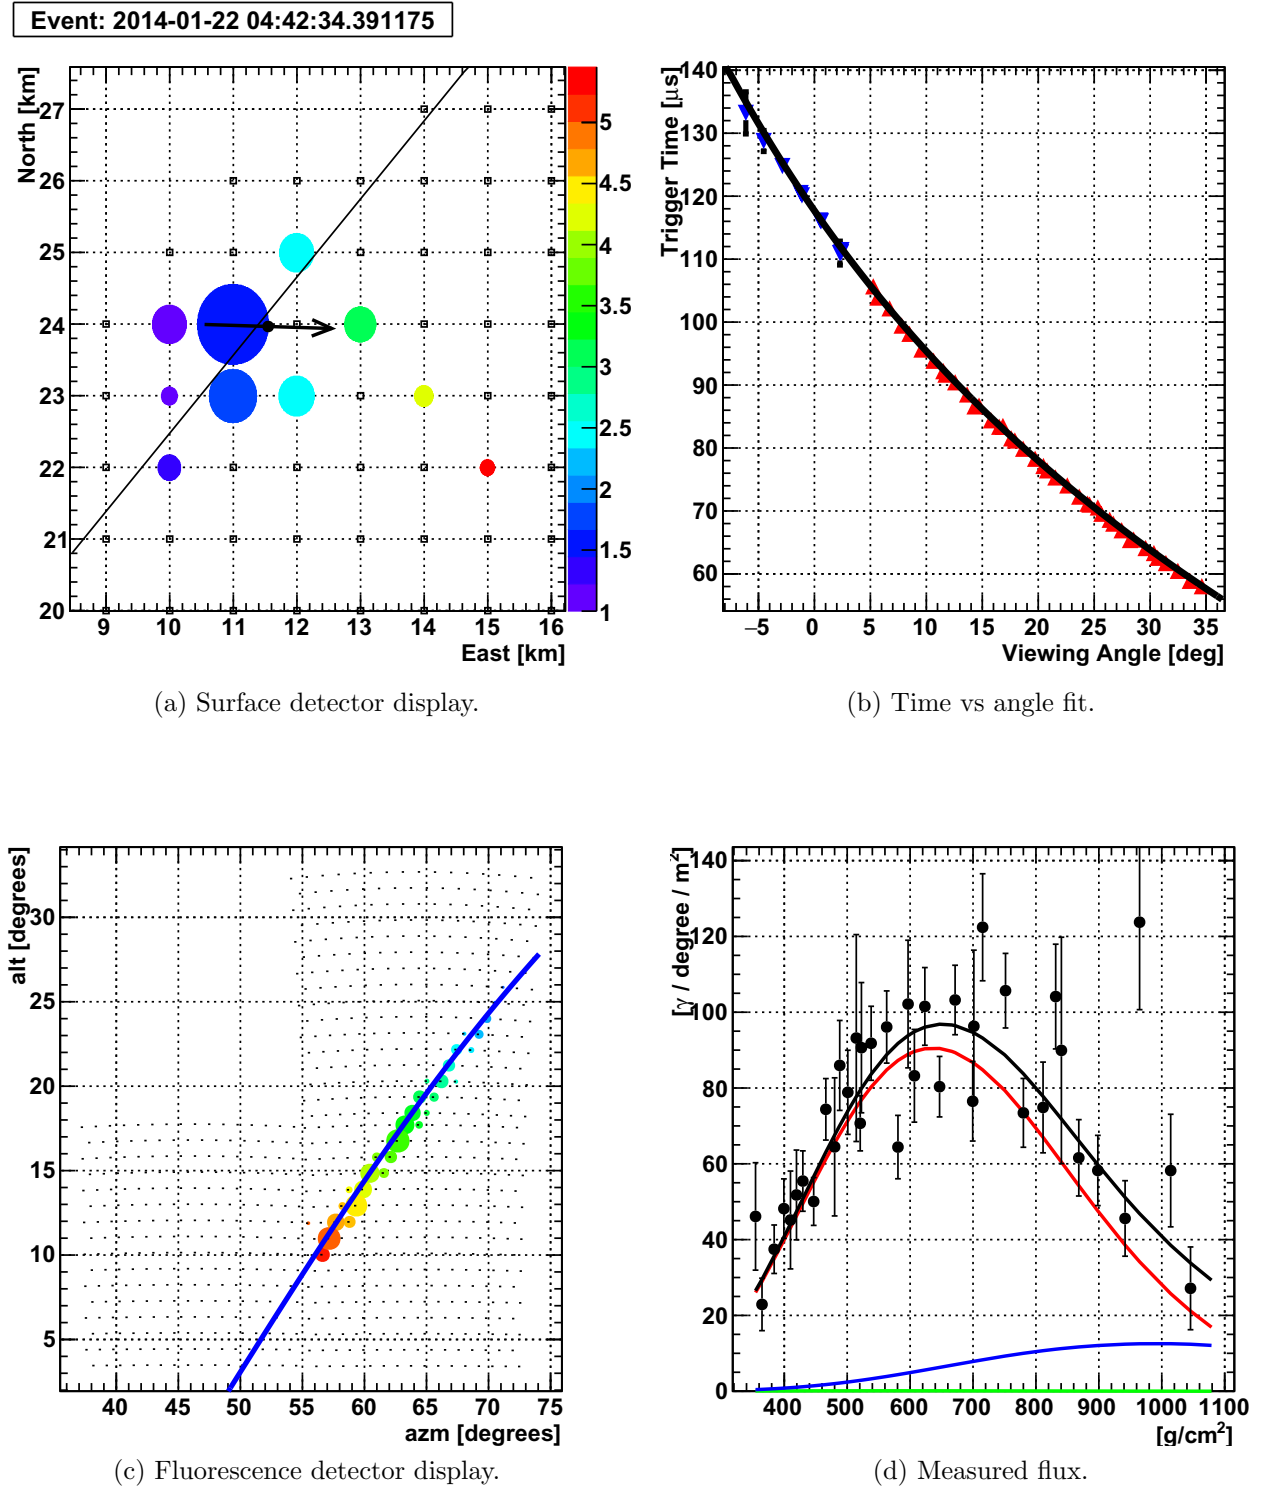 Event: 2014-01-22 04:42:34.391175
North [km]
27
26
25
24
23
22
21
20
9 10 11 12 13 14 15 16
East [km]
5
4.5
4
3.5
3
2.5
2
1.5
1
(a) Surface detector display.
Trigger Time [μs]
140
130
120
110
100
90
80
70
60
−5 0 5 10 15 20 25 30 35
Viewing Angle [deg]
(b) Time vs angle fit.
alt [degrees]
30
25
20
15
10
5
40 45 50 55 60 65 70 75
azm [degrees]
(c) Fluorescence detector display.
[γ / degree / m²]
140
120
100
80
60
40
20
0
400 500 600 700 800 900 1000 1100
[g/cm²]
(d) Measured flux.